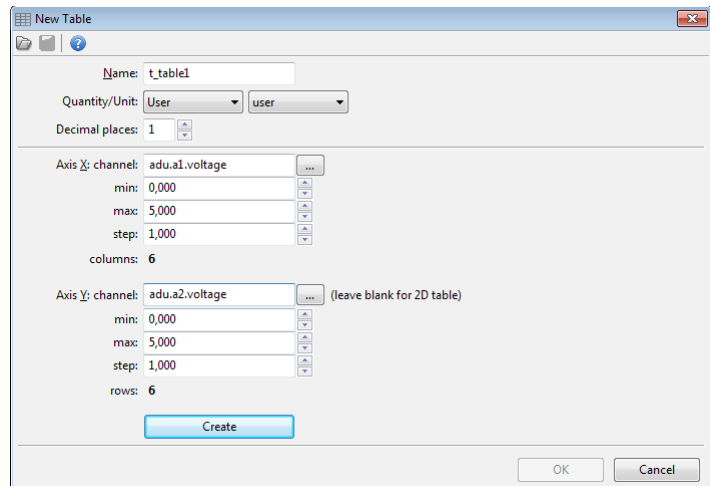 New Table
Name: t_table1
Quantity/Unit: User user
Decimal places: 1
Axis X: channel: adu.a1.voltage ...
min: 0,000
max: 5,000
step: 1,000
columns: 6
Axis Y: channel: adu.a2.voltage ... (leave blank for 2D table)
min: 0,000
max: 5,000
step: 1,000
rows: 6
Create
OK Cancel